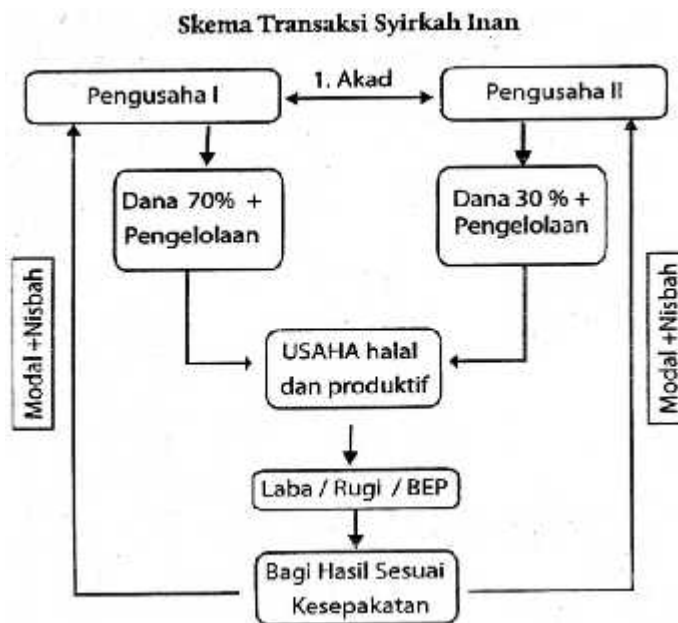 Skema Transaksi Syirkah Inan
Pengusaha I
1. Akad
Pengusaha II
Dana 70% +
Pengelolaan
Dana 30 % +
Pengelolaan
Modal +Nisbah
USAHA halal
dan produktif
Modal +Nisbah
Laba / Rugi / BEP
Bagi Hasil Sesuai
Kesepakatan